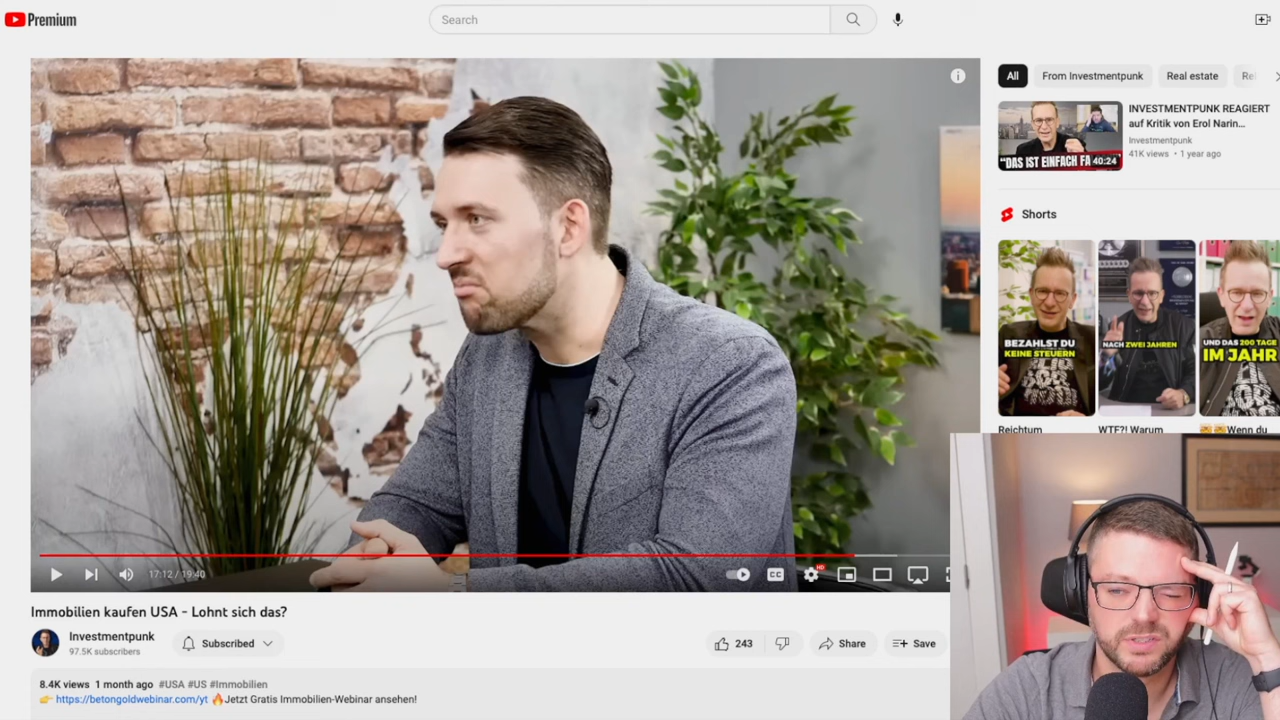 Premium
Search
All
From Investmentpunk
Real estate
Rel
INVESTMENTPUNK REAGIERT
auf Kritik von Erol Narin...
Investmentpunk
41K views • 1 year ago
"DAS IST EINFACH FA
40:24
Shorts
BEZAHLST DU
KEINE STEUERN
NACH ZWEI JAHREN
UND DAS 200 TAGE
IM JAHR
Reichtum
WTF?! Warum
Wenn du
17:12 / 19:40
CC
HD
Immobilien kaufen USA - Lohnt sich das?
Investmentpunk
97.5K subscribers
Subscribed
243
Share
Save
8.4K views 1 month ago #USA #US #Immobilien
👉 https://betongoldwebinar.com/yt 🔥Jetzt Gratis Immobilien-Webinar ansehen!